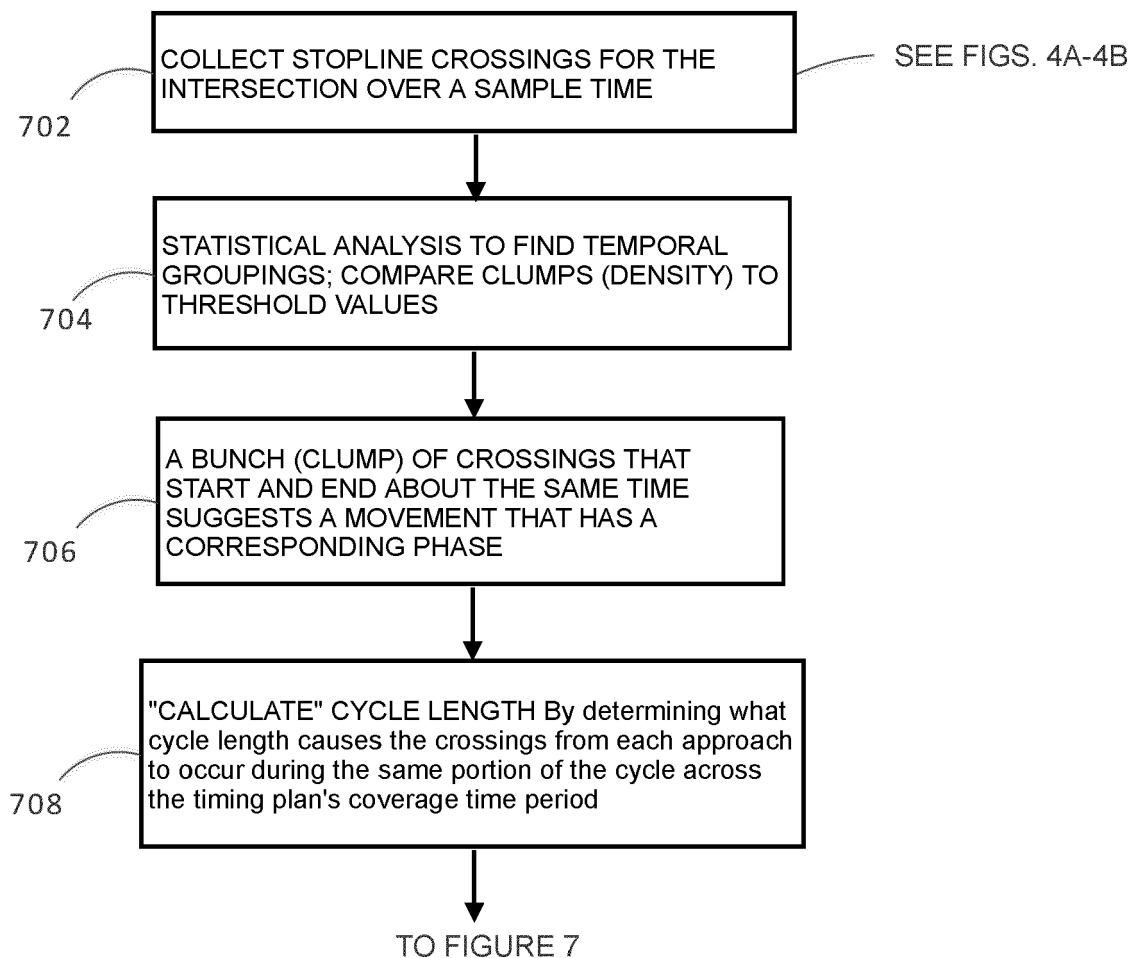 COLLECT STOPLINE CROSSINGS FOR THE
INTERSECTION OVER A SAMPLE TIME
SEE FIGS. 4A-4B
702
STATISTICAL ANALYSIS TO FIND TEMPORAL
GROUPINGS; COMPARE CLUMPS (DENSITY) TO
THRESHOLD VALUES
704
A BUNCH (CLUMP) OF CROSSINGS THAT
START AND END ABOUT THE SAME TIME
SUGGESTS A MOVEMENT THAT HAS A
CORRESPONDING PHASE
706
"CALCULATE" CYCLE LENGTH By determining what
cycle length causes the crossings from each approach
to occur during the same portion of the cycle across
the timing plan's coverage time period
708
TO FIGURE 7